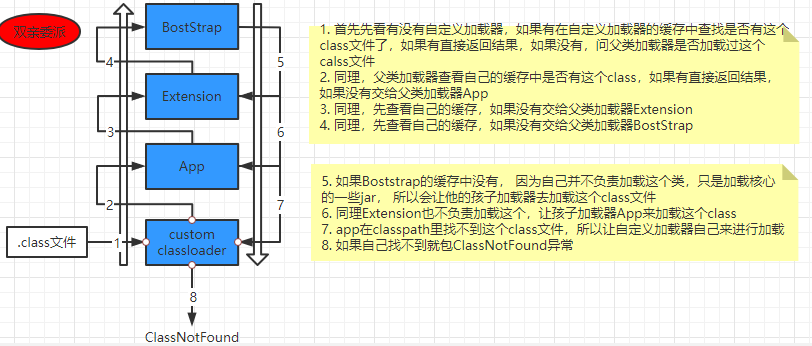 双亲委派
BostStrap
4
5
Extension
3
6
App
2
7
.class文件
1
custom
classloader
8
ClassNotFound
1. 首先先看有没有自定义加载器，如果有在自定义加载器的缓存中查找是否有这个
class文件了，如果有直接返回结果，如果没有，问父类加载器是否加载过这个
calss文件
2. 同理，父类加载器查看自己的缓存中是否有这个class，如果有直接返回结果，
如果没有交给父类加载器App
3. 同理，先查看自己的缓存，如果没有交给父类加载器Extension
4. 同理，先查看自己的缓存，如果没有交给父类加载器BostStrap
5. 如果Boststrap的缓存中没有， 因为自己并不负责加载这个类，只是加载核心
的一些jar， 所以会让他的孩子加载器去加载这个class文件
6. 同理Extension也不负责加载这个，让孩子加载器App来加载这个class
7. app在classpath里找不到这个class文件，所以让自定义加载器自己来进行加载
8. 如果自己找不到就包ClassNotFound异常